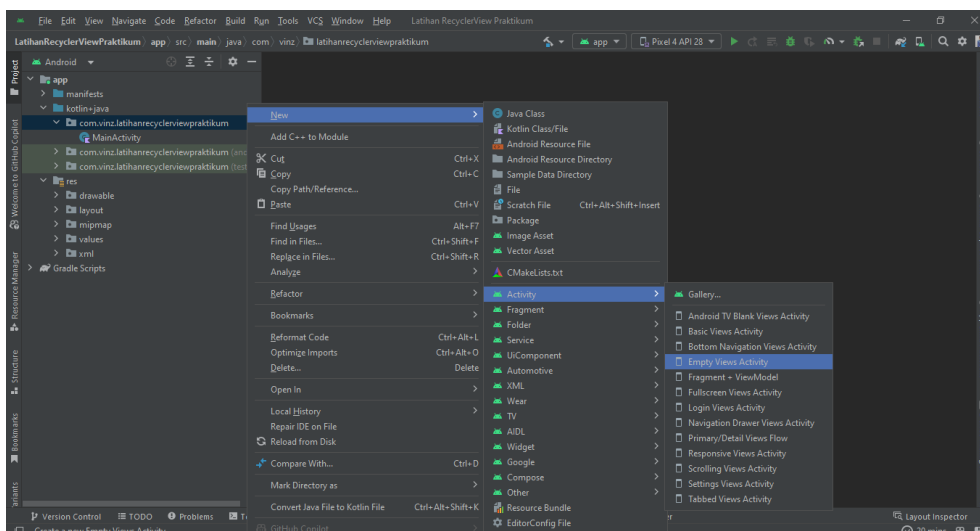 File Edit View Navigate Code Refactor Build Run Tools VCS Window Help Latihan RecyclerView Praktikum
LatihanRecyclerViewPraktikum app src main java com vinz latihanrecyclerviewpraktikum
app Pixel 4 API 28
Project
Welcome to GitHub Copilot
Resource Manager
Structure
Bookmarks
Android
app
manifests
kotlin+java
com.vinz.latihanrecyclerviewpraktikum
MainActivity
com.vinz.latihanrecyclerviewpraktikum
com.vinz.latihanrecyclerviewpraktikum
res
drawable
layout
mipmap
values
xml
Gradle Scripts
New
Add C++ to Module
Cut Ctrl+X
Copy Ctrl+C
Copy Path/Reference...
Paste Ctrl+V
Find Usages Alt+F7
Find in Files... Ctrl+Shift+F
Replace in Files... Ctrl+Shift+R
Analyze
Refactor
Bookmarks
Reformat Code Ctrl+Alt+L
Optimize Imports Ctrl+Alt+O
Delete... Delete
Open In
Local History
Repair IDE on File
Reload from Disk
Compare With... Ctrl+D
Mark Directory as
Convert Java File to Kotlin File Ctrl+Alt+Shift+K
GitHub Copilot
Java Class
Kotlin Class/File
Android Resource File
Android Resource Directory
Sample Data Directory
File
Scratch File Ctrl+Alt+Shift+Insert
Package
Image Asset
Vector Asset
CMakeLists.txt
Activity
Fragment
Folder
Service
UiComponent
Automotive
XML
Wear
TV
AIDL
Widget
Google
Compose
Other
Resource Bundle
EditorConfig File
Gallery...
Android TV Blank Views Activity
Basic Views Activity
Bottom Navigation Views Activity
Empty Views Activity
Fragment + ViewModel
Fullscreen Views Activity
Login Views Activity
Navigation Drawer Views Activity
Primary/Detail Views Flow
Responsive Views Activity
Scrolling Views Activity
Settings Views Activity
Tabbed Views Activity
Version Control TODO Problems
Layout Inspector
Create a new Empty Views Activity